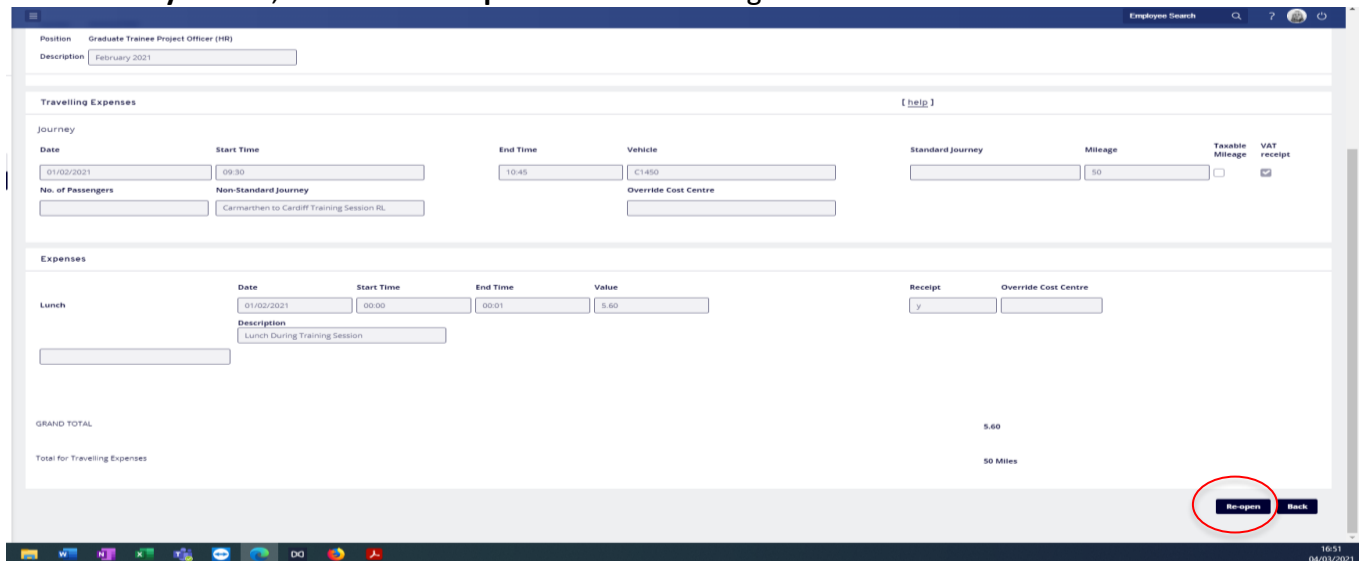 Employee Search ?
Position Graduate Trainee Project Officer (HR)
Description February 2021
Travelling Expenses [ help ]
Journey
Date Start Time End Time Vehicle Standard Journey Mileage Taxable Mileage VAT receipt
01/02/2021 09:30 10:45 C1450 50
No. of Passengers Non-Standard Journey Override Cost Centre
Carmarthen to Cardiff Training Session RL
Expenses
Date Start Time End Time Value Receipt Override Cost Centre
Lunch 01/02/2021 00:00 00:01 5.60 y
Description
Lunch During Training Session
GRAND TOTAL 5.60
Total for Travelling Expenses 50 Miles
Re-open Back
16:51
04/03/2021